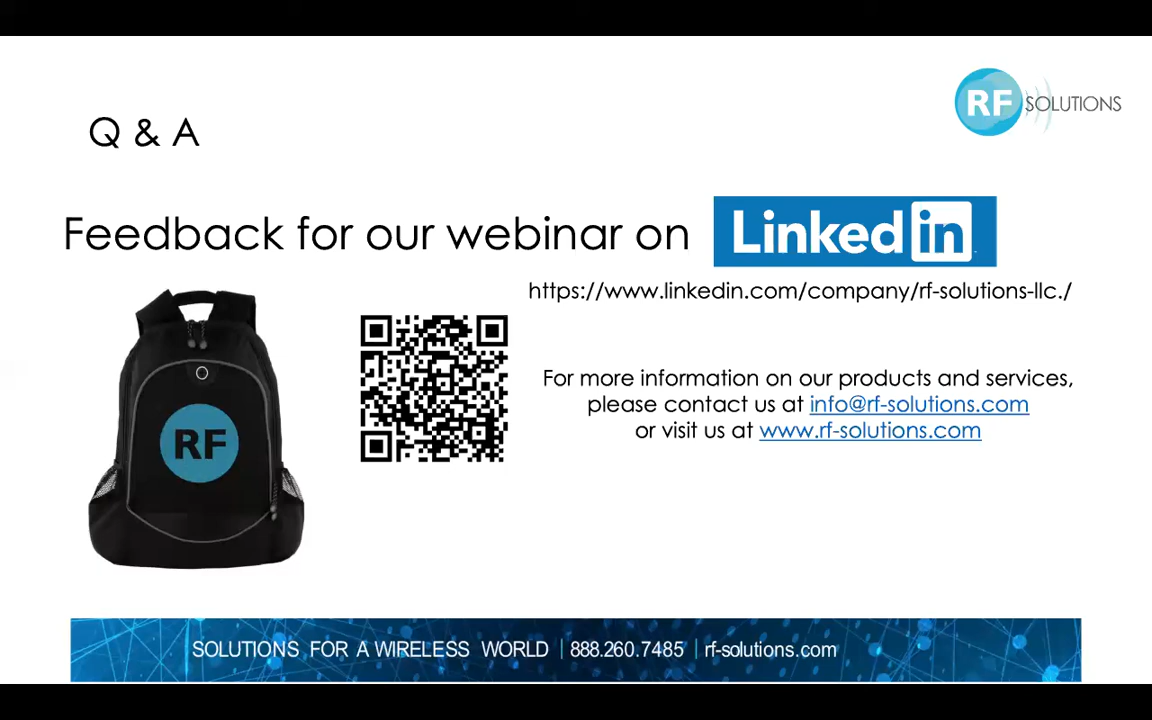 RF SOLUTIONS
Q & A
Feedback for our webinar on LinkedIn
https://www.linkedin.com/company/rf-solutions-llc./
For more information on our products and services,
please contact us at info@rf-solutions.com
or visit us at www.rf-solutions.com
RF
SOLUTIONS FOR A WIRELESS WORLD | 888.260.7485 | rf-solutions.com